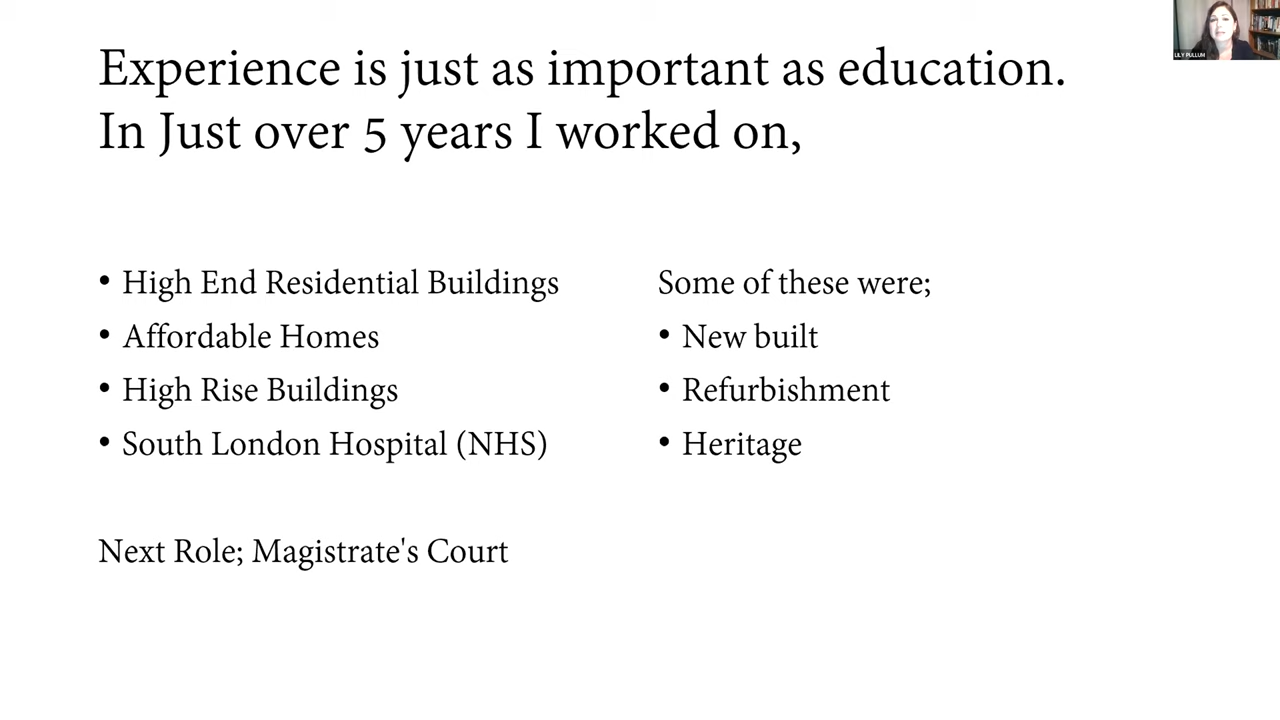 Experience is just as important as education.
In Just over 5 years I worked on,
• High End Residential Buildings
• Affordable Homes
• High Rise Buildings
• South London Hospital (NHS)
Next Role; Magistrate's Court
Some of these were;
• New built
• Refurbishment
• Heritage
LILY PULLUM